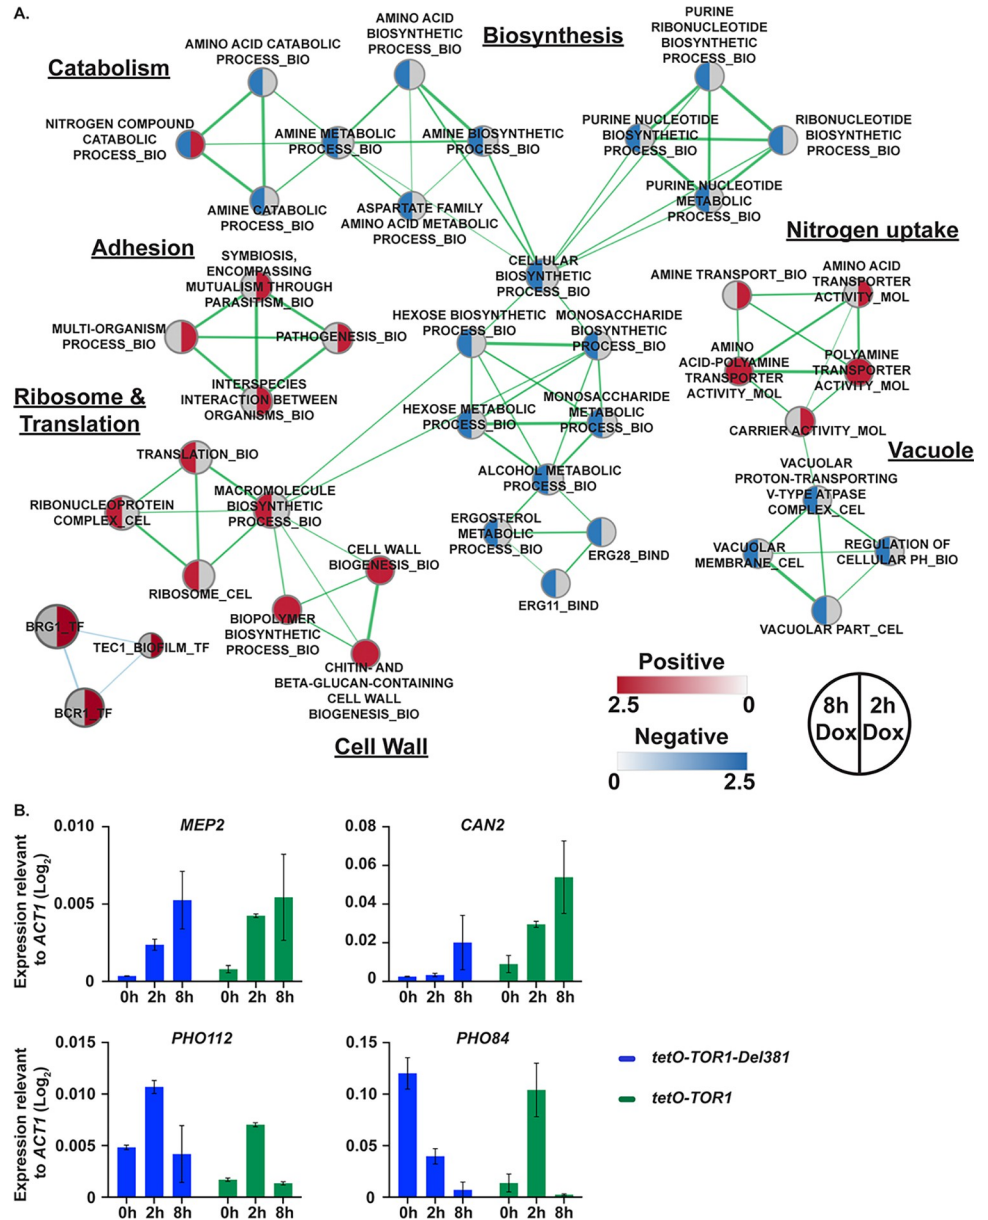 A.
Catabolism
AMINO ACID CATABOLIC
PROCESS_BIO
AMINO ACID
BIOSYNTHETIC
PROCESS_BIO
Biosynthesis
PURINE
RIBONUCLEOTIDE
BIOSYNTHETIC
PROCESS_BIO
NITROGEN COMPOUND
CATABOLIC
PROCESS_BIO
AMINE METABOLIC
PROCESS_BIO
AMINE BIOSYNTHETIC
PROCESS_BIO
PURINE NUCLEOTIDE
BIOSYNTHETIC
PROCESS_BIO
RIBONUCLEOTIDE
BIOSYNTHETIC
PROCESS_BIO
AMINE CATABOLIC
PROCESS_BIO
ASPARTATE FAMILY
AMINO ACID METABOLIC
PROCESS_BIO
PURINE NUCLEOTIDE
METABOLIC
PROCESS_BIO
Adhesion
SYMBIOSIS,
ENCOMPASSING
MUTUALISM THROUGH
PARASITISM_BIO
CELLULAR
BIOSYNTHETIC
PROCESS_BIO
Nitrogen uptake
AMINE TRANSPORT_BIO
AMINO ACID
TRANSPORTER
ACTIVITY_MOL
MULTI-ORGANISM
PROCESS_BIO
PATHOGENESIS_BIO
HEXOSE BIOSYNTHETIC
PROCESS_BIO
MONOSACCHARIDE
BIOSYNTHETIC
PROCESS_BIO
AMINO
ACID-POLYAMINE
TRANSPORTER
ACTIVITY_MOL
POLYAMINE
TRANSPORTER
ACTIVITY_MOL
INTERSPECIES
INTERACTION BETWEEN
ORGANISMS_BIO
HEXOSE METABOLIC
PROCESS_BIO
MONOSACCHARIDE
METABOLIC
PROCESS_BIO
CARRIER ACTIVITY_MOL
Ribosome &
Translation
TRANSLATION_BIO
RIBONUCLEOPROTEIN
COMPLEX_CEL
MACROMOLECULE
BIOSYNTHETIC
PROCESS_BIO
ALCOHOL METABOLIC
PROCESS_BIO
Vacuole
VACUOLAR
PROTON-TRANSPORTING
V-TYPE ATPASE
COMPLEX_CEL
ERGOSTEROL
METABOLIC
PROCESS_BIO
ERG28_BIND
VACUOLAR
MEMBRANE_CEL
REGULATION OF
CELLULAR PH_BIO
RIBOSOME_CEL
CELL WALL
BIOGENESIS_BIO
ERG11_BIND
VACUOLAR PART_CEL
BIOPOLYMER
BIOSYNTHETIC
PROCESS_BIO
BRG1_TF
TEC1_BIOFILM_TF
BCR1_TF
CHITIN- AND
BETA-GLUCAN-CONTAINING
CELL WALL
BIOGENESIS_BIO
Cell Wall
Positive
2.5 0
Negative
0 2.5
8h 2h
Dox Dox
B.
MEP2
Expression relevant
to ACT1 (Log2)
0.010
0.005
0
0h 2h 8h 0h 2h 8h
CAN2
0.08
0.06
0.04
0.02
0
0h 2h 8h 0h 2h 8h
PHO112
Expression relevant
to ACT1 (Log2)
0.015
0.010
0.005
0
0h 2h 8h 0h 2h 8h
PHO84
0.15
0.10
0.05
0
0h 2h 8h 0h 2h 8h
tetO-TOR1-Del381
tetO-TOR1